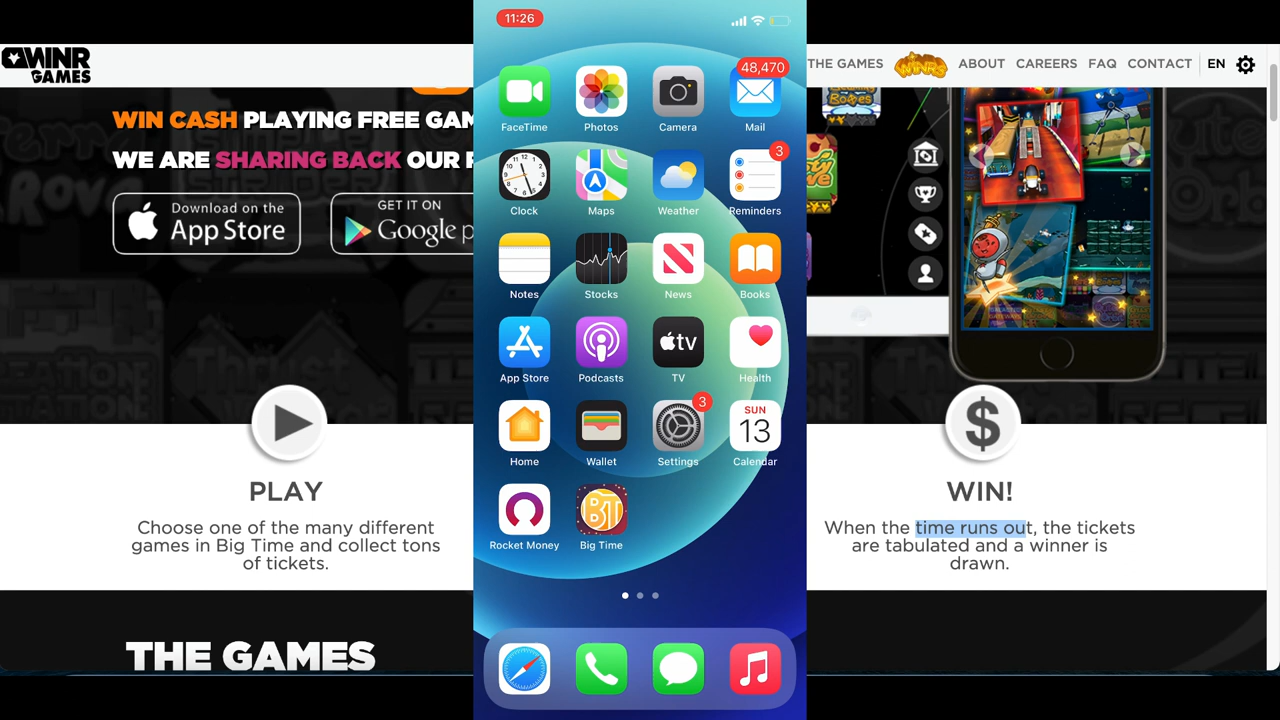 WINR
GAMES
WIN CASH PLAYING FREE GAM
WE ARE SHARING BACK OUR
Download on the
App Store
GET IT ON
Google p
PLAY
Choose one of the many different
games in Big Time and collect tons
of tickets.
THE GAMES
11:26
48,470
FaceTime
Photos
Camera
Mail
3
Clock
Maps
Weather
Reminders
Notes
Stocks
News
Books
tv
App Store
Podcasts
TV
Health
3
SUN
13
Home
Wallet
Settings
Calendar
BT
Rocket Money
Big Time
THE GAMES
WINRS
ABOUT
CAREERS
FAQ
CONTACT
EN
$
WIN!
When the time runs out, the tickets
are tabulated and a winner is
drawn.